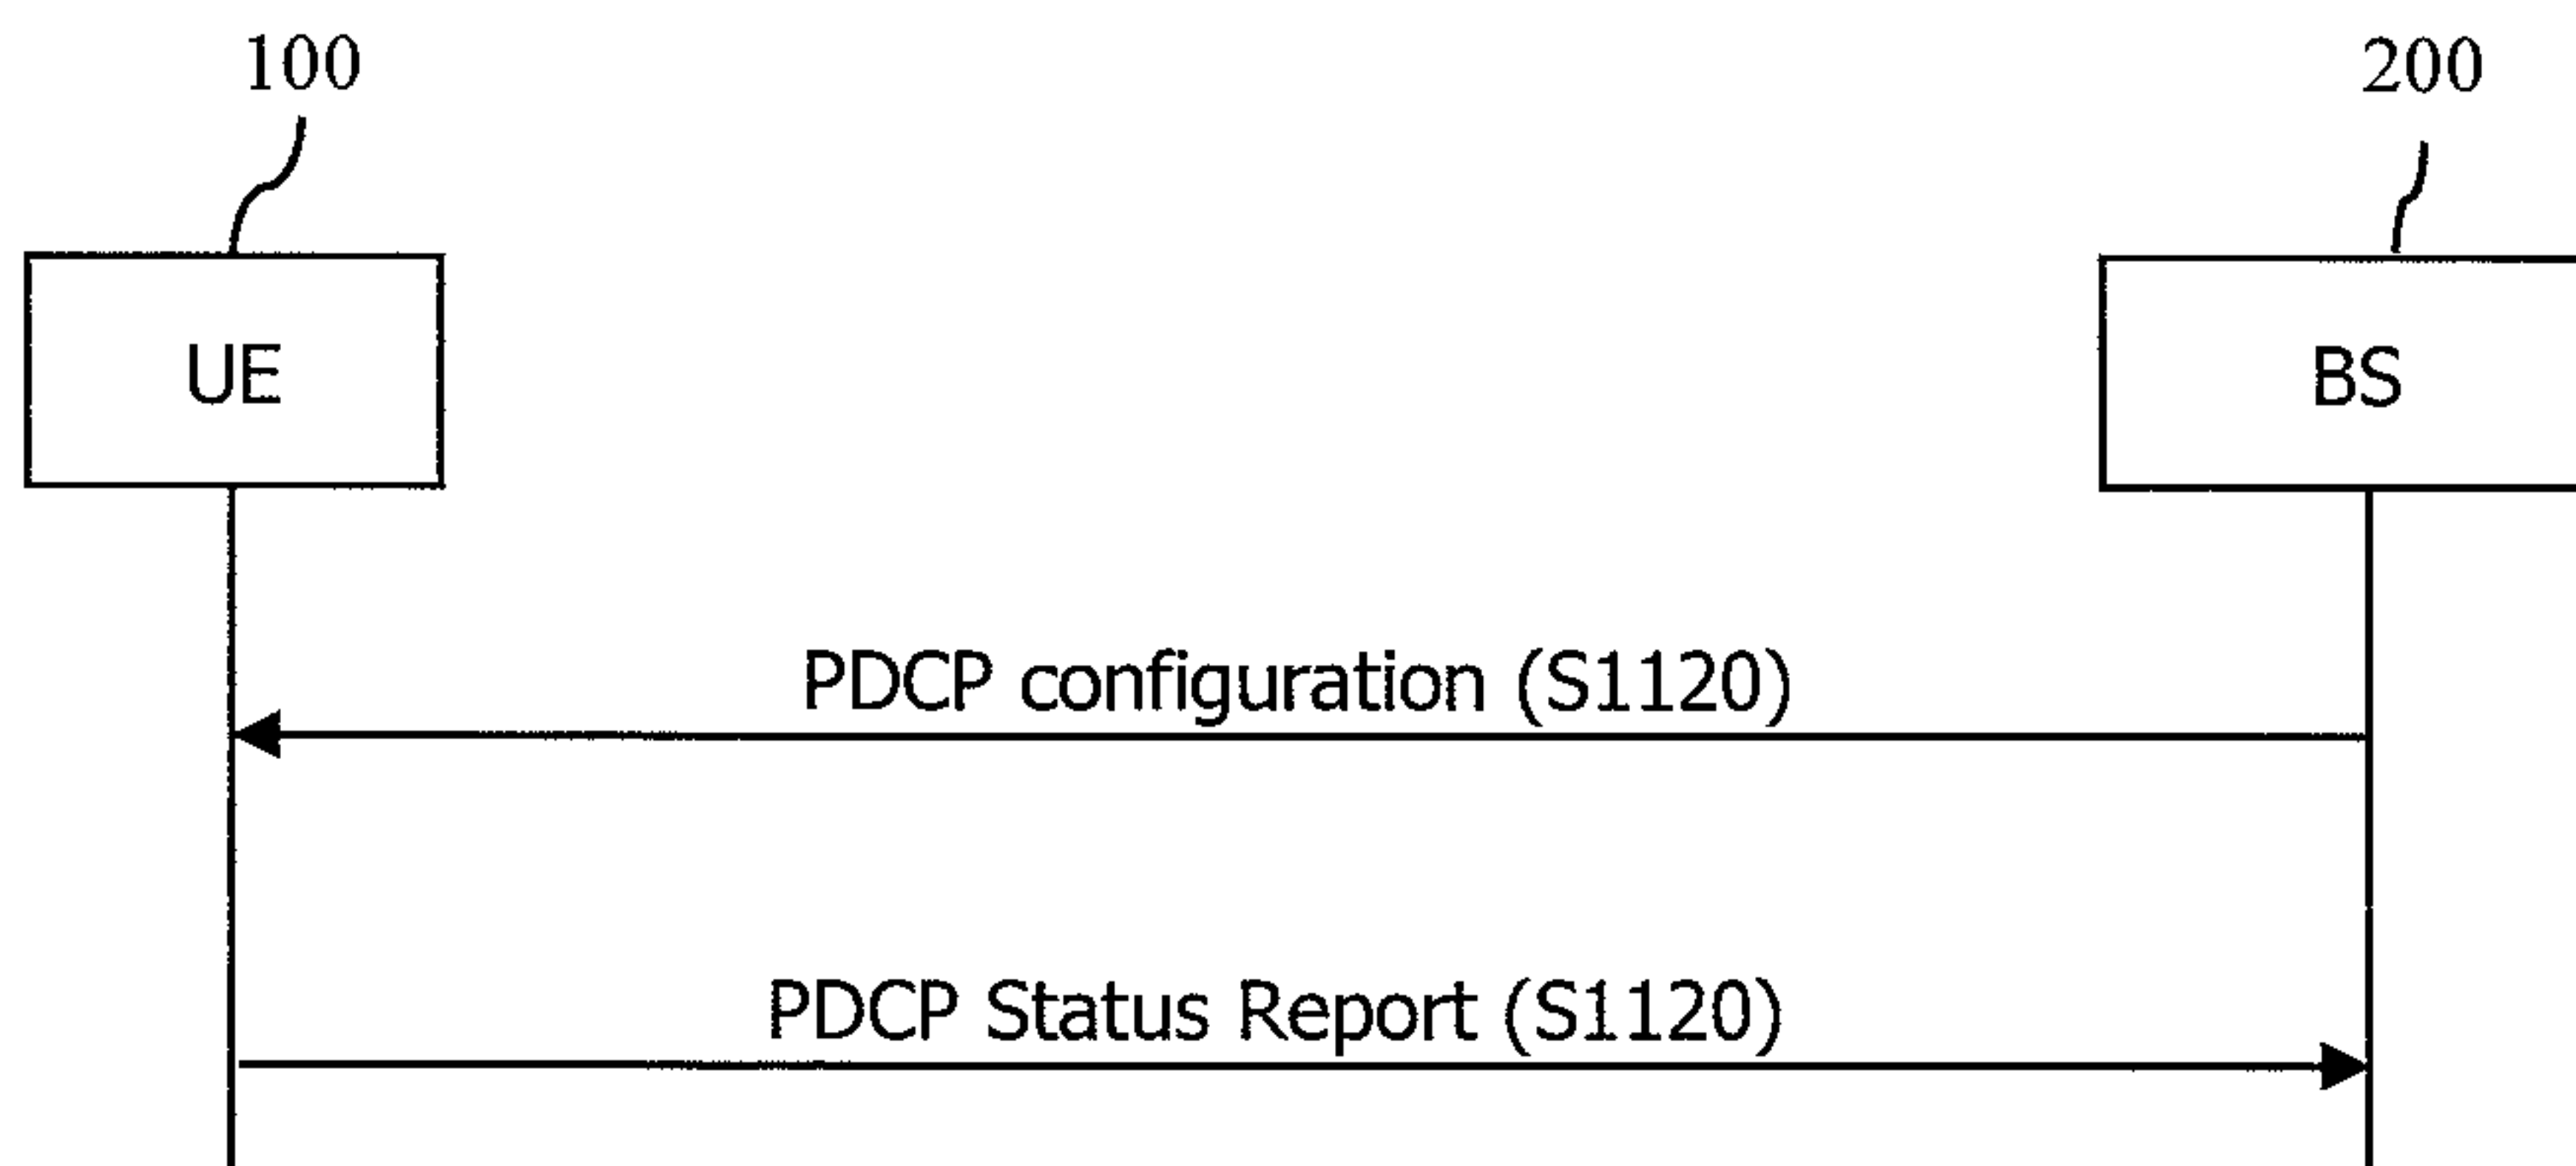 100
200
UE
BS
PDCP configuration (S1120)
PDCP Status Report (S1120)